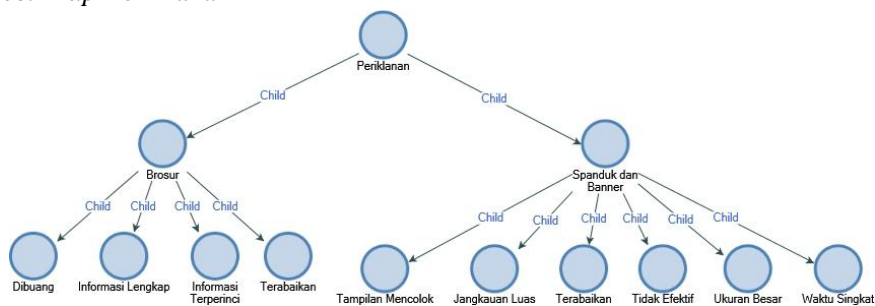 Periklanan
Child
Child
Brosur
Spanduk dan
Banner
Child
Child
Child
Child
Child
Child
Child
Child
Child
Child
Dibuang
Informasi Lengkap
Informasi
Terperinci
Terabaikan
Tampilan Mencolok
Jangkauan Luas
Terabaikan
Tidak Efektif
Ukuran Besar
Waktu Singkat